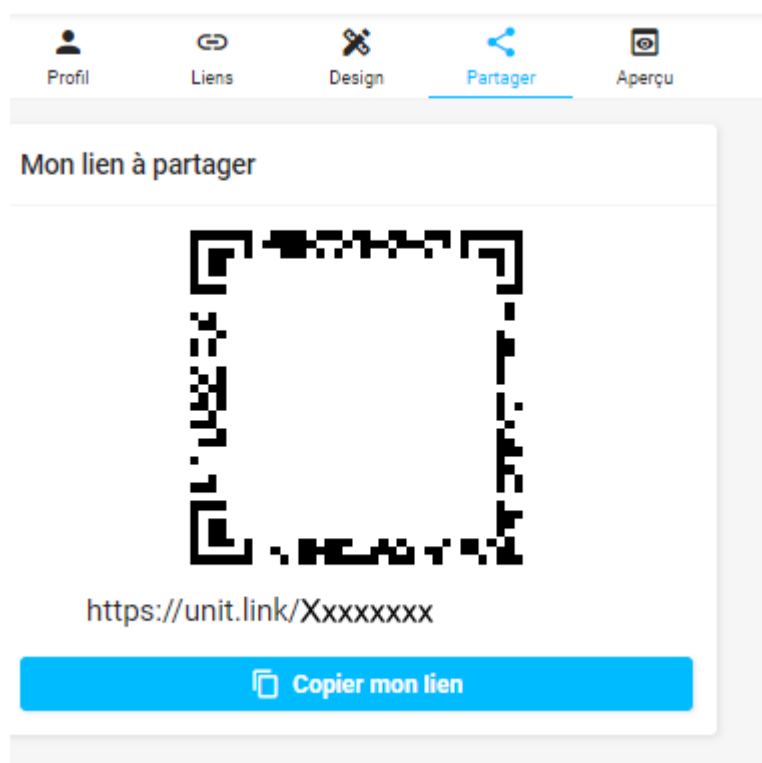 Profil
Liens
Design
Partager
Aperçu
Mon lien à partager
https://unit.link/Xxxxxxxx
Copier mon lien